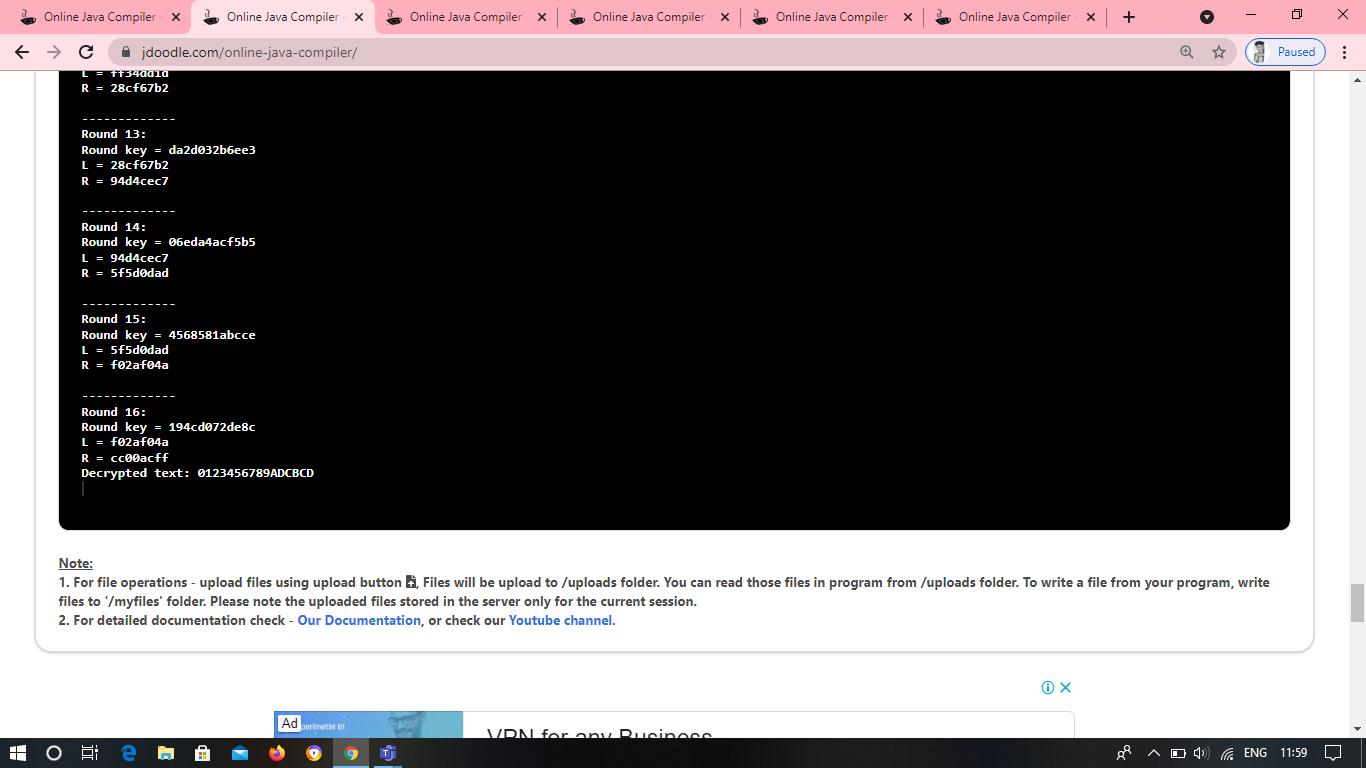 Online Java Compiler
Online Java Compiler
Online Java Compiler
Online Java Compiler
Online Java Compiler
Online Java Compiler
jdoodle.com/online-java-compiler/
Paused
L = ff34dd1d
R = 28cf67b2
-------------
Round 13:
Round key = da2d032b6ee3
L = 28cf67b2
R = 94d4cec7
-------------
Round 14:
Round key = 06eda4acf5b5
L = 94d4cec7
R = 5f5d0dad
-------------
Round 15:
Round key = 4568581abcce
L = 5f5d0dad
R = f02af04a
-------------
Round 16:
Round key = 194cd072de8c
L = f02af04a
R = cc00acff
Decrypted text: 0123456789ADCBCD
Note:
1. For file operations - upload files using upload button , Files will be upload to /uploads folder. You can read those files in program from /uploads folder. To write a file from your program, write
files to '/myfiles' folder. Please note the uploaded files stored in the server only for the current session.
2. For detailed documentation check - Our Documentation, or check our Youtube channel.
Ad
perimeter 81
VPN for any Business
ENG
11:59